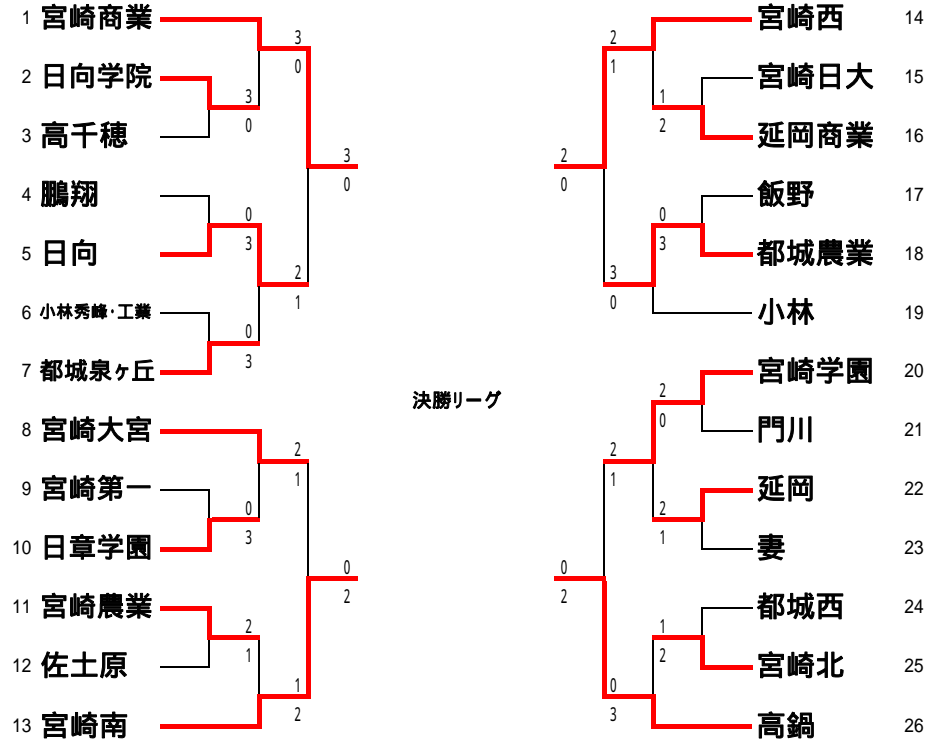 1 宮崎商業
2 日向学院
3 高千穂
4 鵬翔
5 日向
6 小林秀峰・工業
7 都城泉ヶ丘
8 宮崎大宮
9 宮崎第一
10 日章学園
11 宮崎農業
12 佐土原
13 宮崎南
3
0
3
0
0
3
2
1
0
3
3
0
2
1
0
3
2
1
1
2
0
2
決勝リーグ
宮崎西 14
宮崎日大 15
延岡商業 16
飯野 17
都城農業 18
小林 19
宮崎学園 20
門川 21
延岡 22
妻 23
都城西 24
宮崎北 25
高鍋 26
2
1
1
2
2
0
0
3
3
0
2
0
2
1
2
1
0
2
1
2
0
3